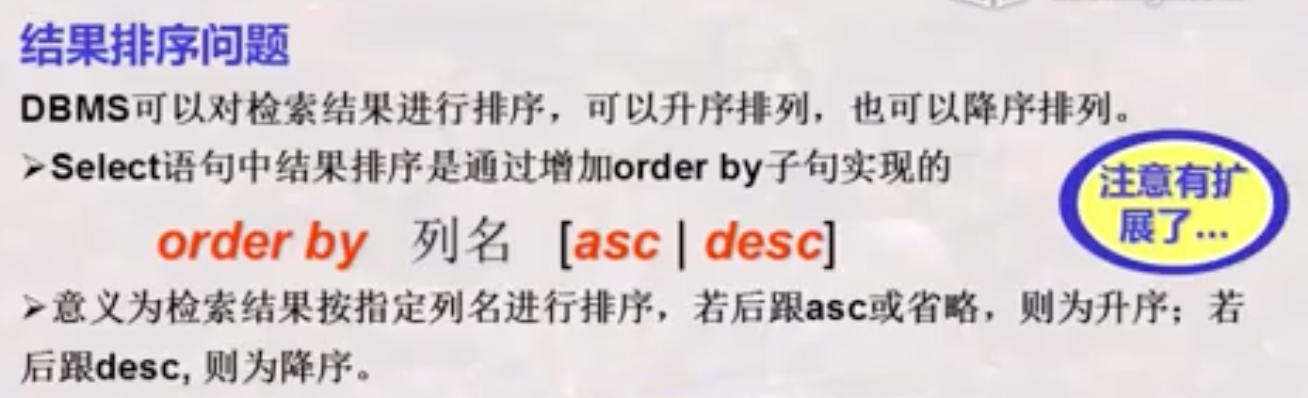 结果排序问题
DBMS可以对检索结果进行排序，可以升序排列，也可以降序排列。
➢Select语句中结果排序是通过增加order by子句实现的
注意有扩
展了...
order by 列名 [asc | desc]
➢意义为检索结果按指定列名进行排序，若后跟asc或省略，则为升序；若
后跟desc, 则为降序。